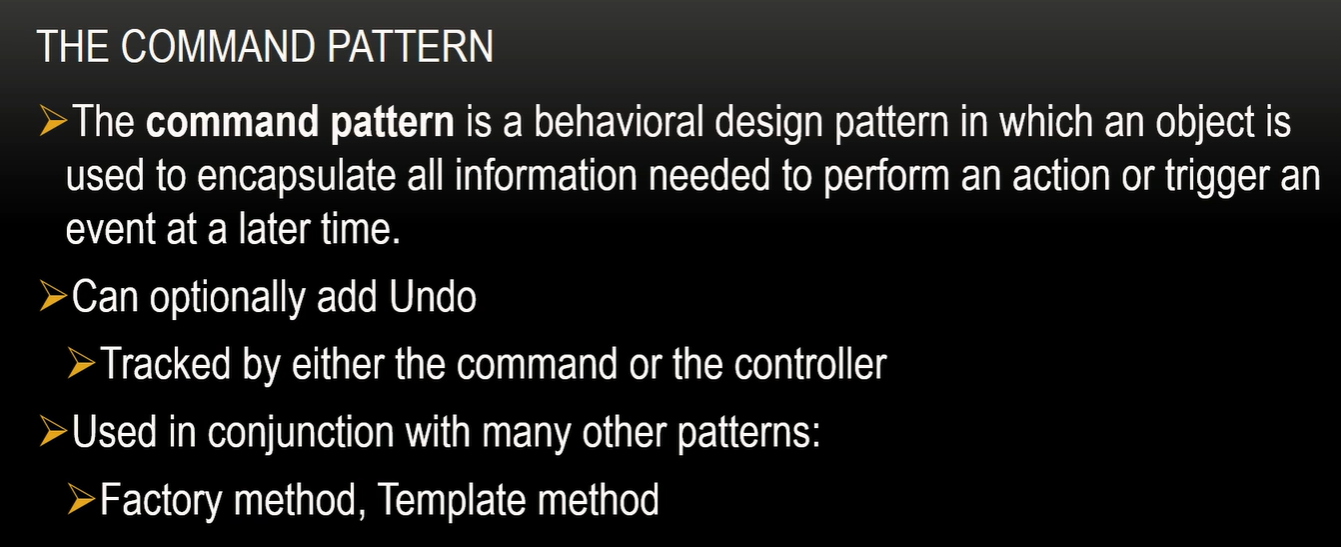 THE COMMAND PATTERN
➢The command pattern is a behavioral design pattern in which an object is
used to encapsulate all information needed to perform an action or trigger an
event at a later time.
➢Can optionally add Undo
➢Tracked by either the command or the controller
➢Used in conjunction with many other patterns:
➢Factory method, Template method